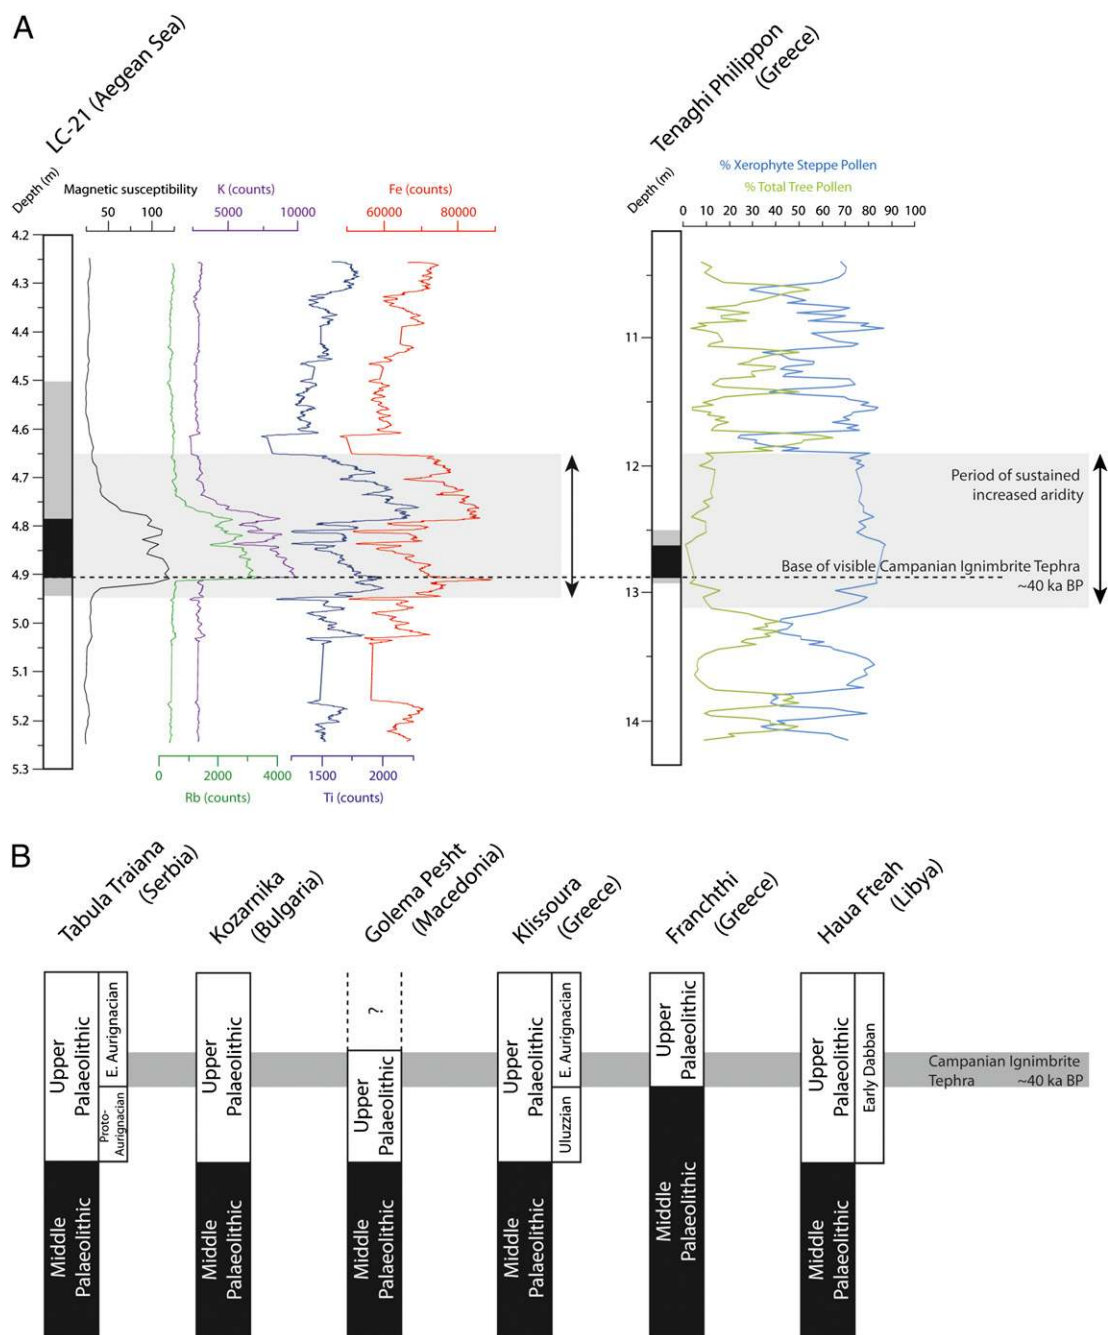 A
LC-21 (Aegean Sea)
Tenaghi Philippon
(Greece)
Depth (m)
Magnetic susceptibility
50 100
K (counts)
5000 10000
Fe (counts)
60000 80000
4.2
4.3
4.4
4.5
4.6
4.7
4.8
4.9
5.0
5.1
5.2
5.3
0 2000 4000
Rb (counts)
1500 2000
Ti (counts)
Depth (m)
% Xerophyte Steppe Pollen
% Total Tree Pollen
0 10 20 30 40 50 60 70 80 90 100
11
12
13
14
Period of sustained
increased aridity
Base of visible Campanian Ignimbrite Tephra
~40 ka BP
B
Tabula Traiana
(Serbia)
Kozarnika
(Bulgaria)
Golema Pesht
(Macedonia)
Klissoura
(Greece)
Franchthi
(Greece)
Haua Fteah
(Libya)
Upper
Palaeolithic
E. Aurignacian
Proto-
Aurignacian
Middle
Palaeolithic
Upper
Palaeolithic
Middle
Palaeolithic
?
Upper
Palaeolithic
Middle
Palaeolithic
Upper
Palaeolithic
E. Aurignacian
Uluzzian
Middle
Palaeolithic
Upper
Palaeolithic
Middle
Palaeolithic
Upper
Palaeolithic
Early Dabban
Middle
Palaeolithic
Campanian Ignimbrite
Tephra ~40 ka BP